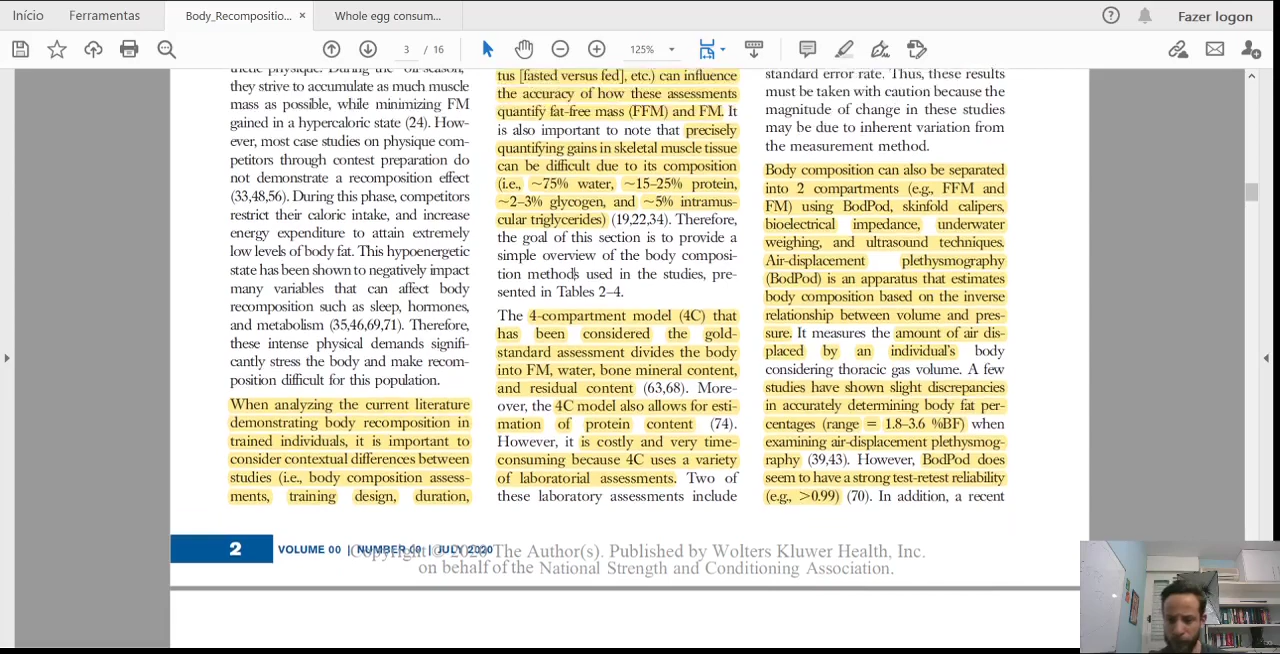 Início
Ferramentas
Body_Recompositio...
Whole egg consum...
Fazer logon
3 / 16
125%
thetic physique. During the "off season,"
they strive to accumulate as much muscle
mass as possible, while minimizing FM
gained in a hypercaloric state (24). How-
ever, most case studies on physique com-
petitors through contest preparation do
not demonstrate a recomposition effect
(33,48,56). During this phase, competitors
restrict their caloric intake, and increase
energy expenditure to attain extremely
low levels of body fat. This hypoenergetic
state has been shown to negatively impact
many variables that can affect body
recomposition such as sleep, hormones,
and metabolism (35,46,69,71). Therefore,
these intense physical demands signifi-
cantly stress the body and make recom-
position difficult for this population.
When analyzing the current literature
demonstrating body recomposition in
trained individuals, it is important to
consider contextual differences between
studies (i.e., body composition assess-
ments, training design, duration,
tus [fasted versus fed], etc.) can influence
the accuracy of how these assessments
quantify fat-free mass (FFM) and FM. It
is also important to note that precisely
quantifying gains in skeletal muscle tissue
can be difficult due to its composition
(i.e., ~75% water, ~15–25% protein,
~2–3% glycogen, and ~5% intramus-
cular triglycerides) (19,22,34). Therefore,
the goal of this section is to provide a
simple overview of the body composi-
tion methods used in the studies, pre-
sented in Tables 2–4.
The 4-compartment model (4C) that
has been considered the gold-
standard assessment divides the body
into FM, water, bone mineral content,
and residual content (63,68). More-
over, the 4C model also allows for esti-
mation of protein content (74).
However, it is costly and very time-
consuming because 4C uses a variety
of laboratorial assessments. Two of
these laboratory assessments include
standard error rate. Thus, these results
must be taken with caution because the
magnitude of change in these studies
may be due to inherent variation from
the measurement method.
Body composition can also be separated
into 2 compartments (e.g., FFM and
FM) using BodPod, skinfold calipers,
bioelectrical impedance, underwater
weighing, and ultrasound techniques.
Air-displacement plethysmography
(BodPod) is an apparatus that estimates
body composition based on the inverse
relationship between volume and pres-
sure. It measures the amount of air dis-
placed by an individual's body
considering thoracic gas volume. A few
studies have shown slight discrepancies
in accurately determining body fat per-
centages (range = 1.8–3.6 %BF) when
examining air-displacement plethysmog-
raphy (39,43). However, BodPod does
seem to have a strong test-retest reliability
(e.g., >0.99) (70). In addition, a recent
2 VOLUME 00 | NUMBER 00 | JULY 2020
Copyright © 2020 The Author(s). Published by Wolters Kluwer Health, Inc.
on behalf of the National Strength and Conditioning Association.